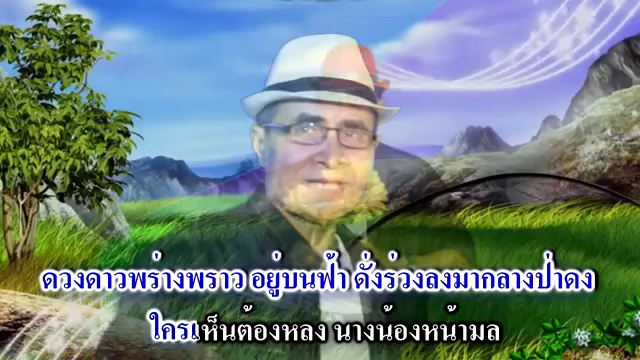 ดวงดาวพร่างพราว อยู่บนฟ้า ดั่งร่วงลงมากลางป่าดง
ใครเห็นต้องหลง นางน้องหน้ามล